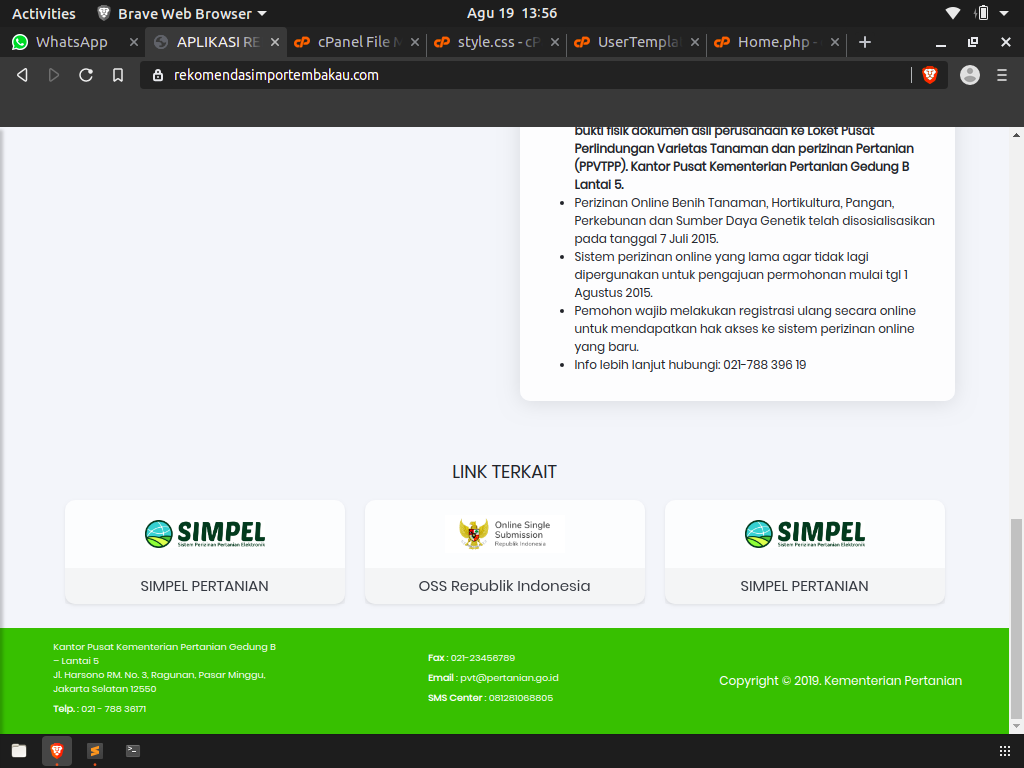 Activities
Brave Web Browser
Agu 19 13:56
WhatsApp
APLIKASI RE
cPanel File M
style.css - cP
UserTempla
Home.php -
rekomendasimportembakau.com
bukti fisik dokumen asli perusahaan ke Loket Pusat
Perlindungan Varietas Tanaman dan perizinan Pertanian
(PPVTPP). Kantor Pusat Kementerian Pertanian Gedung B
Lantai 5.
Perizinan Online Benih Tanaman, Hortikultura, Pangan,
Perkebunan dan Sumber Daya Genetik telah disosialisasikan
pada tanggal 7 Juli 2015.
Sistem perizinan online yang lama agar tidak lagi
dipergunakan untuk pengajuan permohonan mulai tgl 1
Agustus 2015.
Pemohon wajib melakukan registrasi ulang secara online
untuk mendapatkan hak akses ke sistem perizinan online
yang baru.
Info lebih lanjut hubungi: 021-788 396 19
LINK TERKAIT
SIMPEL
Sistem Perizinan Pertanian Elektronik
SIMPEL PERTANIAN
Online Single
Submission
Republik Indonesia
OSS Republik Indonesia
SIMPEL
Sistem Perizinan Pertanian Elektronik
SIMPEL PERTANIAN
Kantor Pusat Kementerian Pertanian Gedung B
– Lantai 5
Jl. Harsono RM. No. 3, Ragunan, Pasar Minggu,
Jakarta Selatan 12550
Telp. : 021 - 788 36171
Fax : 021-23456789
Email : pvt@pertanian.go.id
SMS Center : 081281068805
Copyright © 2019. Kementerian Pertanian